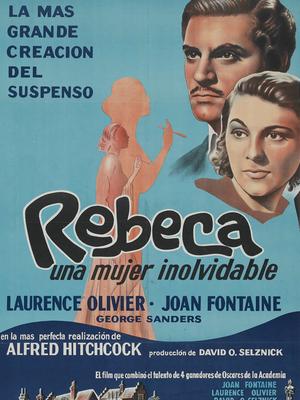 LA MAS
GRANDE
CREACION
DEL
SUSPENSO
Rebeca
una mujer inolvidable
LAURENCE OLIVIER · JOAN FONTAINE
GEORGE SANDERS
en la mas perfecta realización de
ALFRED HITCHCOCK producción de DAVID O. SELZNICK
El film que combinó el talento de 4 ganadores de Oscares de la Academia
JOAN FONTAINE
LAURENCE OLIVIER
DAVID O. SELZNICK